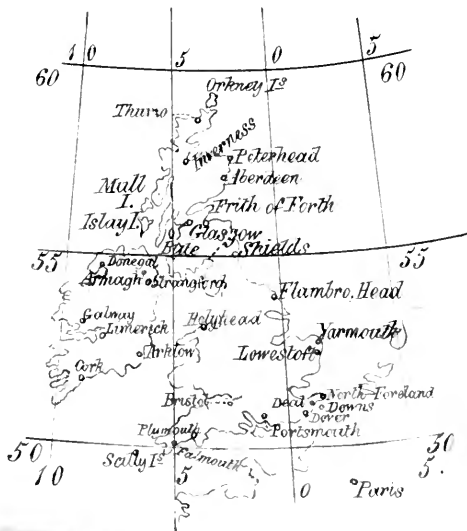 10 5 0 5
60 60
Orkney Is
Thurso
Inverness
Peterhead
Aberdeen
Mull
I.
Frith of Forth
Islay I.
Glasgow
Shields
55 55
Donegal
Armagh
Strangford
Flambro. Head
Galway
Limerick
Holyhead
Yarmouth
Arklow
Lowestoft
Cork
North Foreland
Bristol
Deal
Downs
Dover
Plymouth
Portsmouth
50 30
Scilly Is
Falmouth
10 5 0 5.
Paris